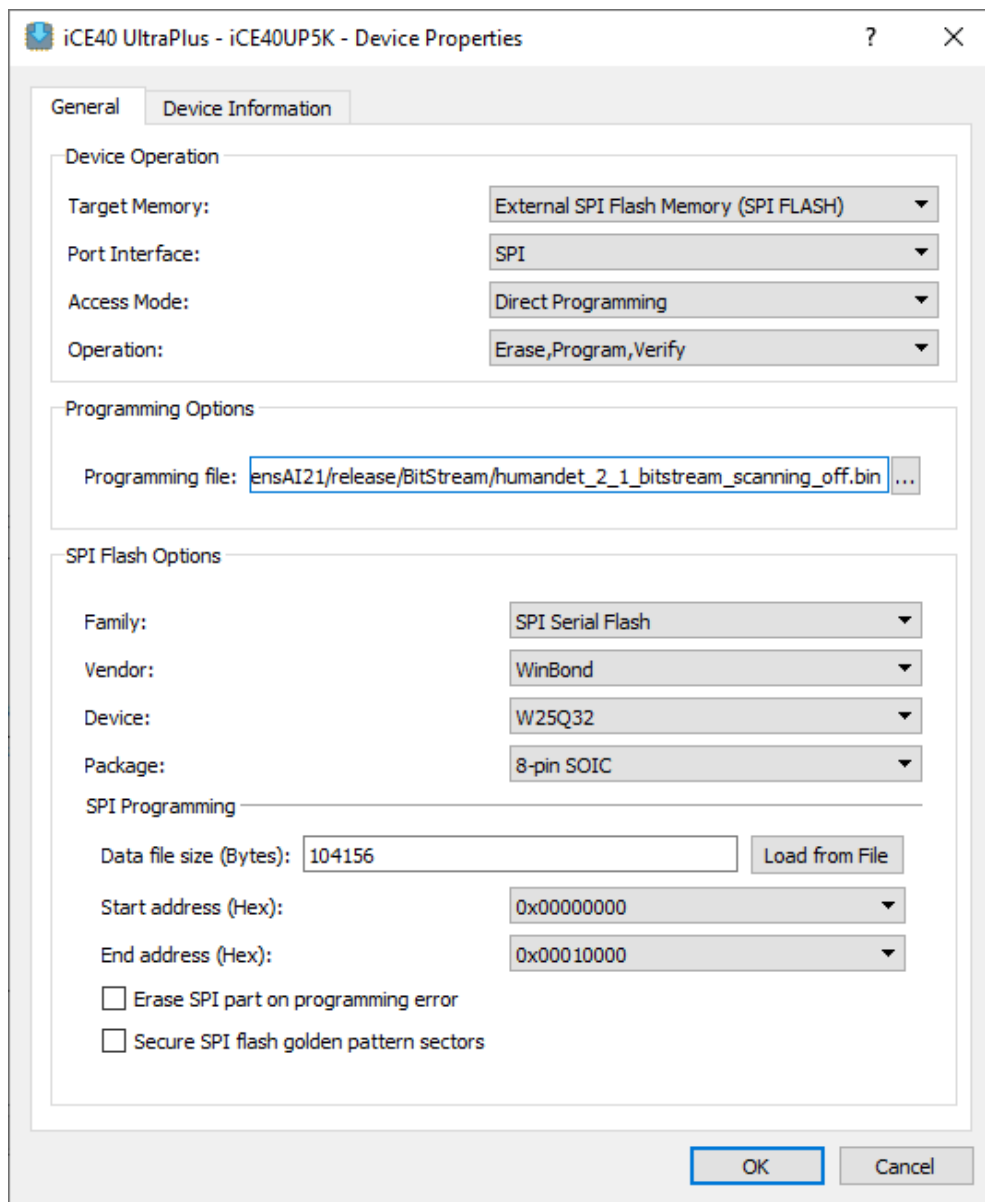 iCE40 UltraPlus - iCE40UP5K - Device Properties ?
General Device Information
Device Operation
Target Memory: External SPI Flash Memory (SPI FLASH)
Port Interface: SPI
Access Mode: Direct Programming
Operation: Erase,Program,Verify
Programming Options
Programming file: ensAI21/release/BitStream/humandet_2_1_bitstream_scanning_off.bin ...
SPI Flash Options
Family: SPI Serial Flash
Vendor: WinBond
Device: W25Q32
Package: 8-pin SOIC
SPI Programming
Data file size (Bytes): 104156 Load from File
Start address (Hex): 0x00000000
End address (Hex): 0x00010000
Erase SPI part on programming error
Secure SPI flash golden pattern sectors
OK Cancel